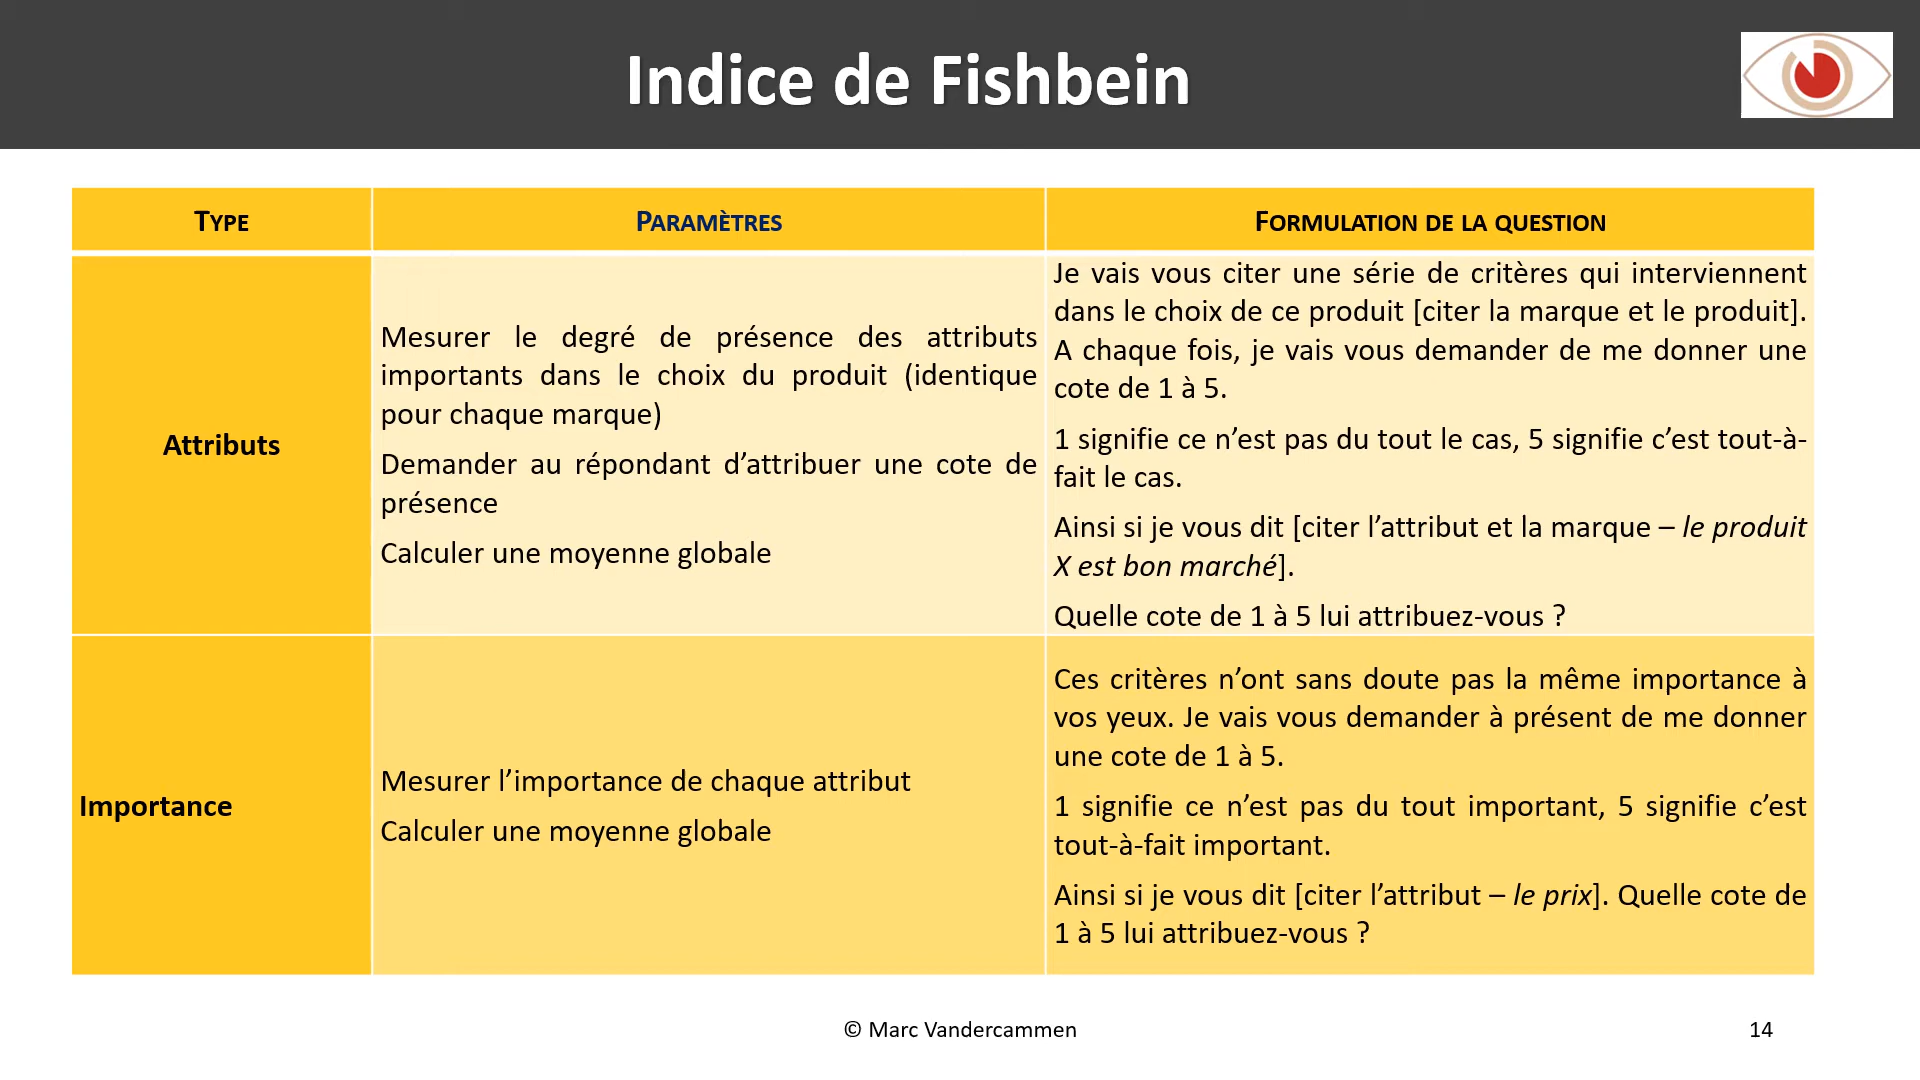 Indice de Fishbein
TYPE
PARAMÈTRES
FORMULATION DE LA QUESTION
Attributs
Mesurer le degré de présence des attributs
importants dans le choix du produit (identique
pour chaque marque)
Demander au répondant d’attribuer une cote de
présence
Calculer une moyenne globale
Je vais vous citer une série de critères qui interviennent
dans le choix de ce produit [citer la marque et le produit].
A chaque fois, je vais vous demander de me donner une
cote de 1 à 5.
1 signifie ce n’est pas du tout le cas, 5 signifie c’est tout-à-
fait le cas.
Ainsi si je vous dit [citer l’attribut et la marque – le produit
X est bon marché].
Quelle cote de 1 à 5 lui attribuez-vous ?
Importance
Mesurer l’importance de chaque attribut
Calculer une moyenne globale
Ces critères n’ont sans doute pas la même importance à
vos yeux. Je vais vous demander à présent de me donner
une cote de 1 à 5.
1 signifie ce n’est pas du tout important, 5 signifie c’est
tout-à-fait important.
Ainsi si je vous dit [citer l’attribut – le prix]. Quelle cote de
1 à 5 lui attribuez-vous ?
© Marc Vandercammen
14